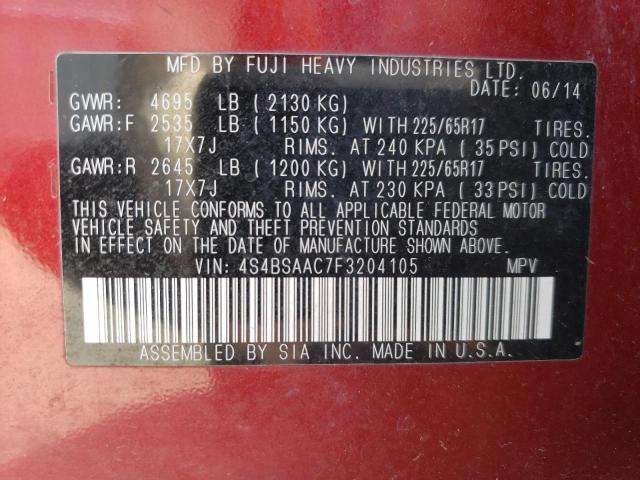 MFD BY FUJI HEAVY INDUSTRIES LTD.
DATE: 06/14
GVWR: 4695 LB ( 2130 KG)
GAWR:F 2535 LB ( 1150 KG) WITH 225/65R17 TIRES.
17X7J RIMS. AT 240 KPA ( 35 PSI) COLD
GAWR:R 2645 LB ( 1200 KG) WITH 225/65R17 TIRES.
17X7J RIMS. AT 230 KPA ( 33 PSI) COLD
THIS VEHICLE CONFORMS TO ALL APPLICABLE FEDERAL MOTOR
VEHICLE SAFETY AND THEFT PREVENTION STANDARDS
IN EFFECT ON THE DATE OF MANUFACTURE SHOWN ABOVE.
VIN: 4S4BSAAC7F3204105 MPV
ASSEMBLED BY SIA INC. MADE IN U.S.A.